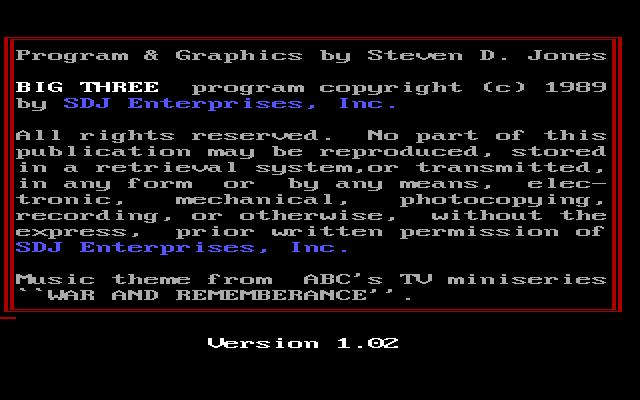 Program & Graphics by Steven D. Jones
BIG THREE  program copyright (c) 1989
by SDJ Enterprises, Inc.
All rights reserved.  No part of this
publication may be reproduced, stored
in a retrieval system,or transmitted,
in any form  or  by any means,  elec-
tronic,  mechanical,  photocopying,
recording, or otherwise,  without the
express,  prior written permission of
SDJ Enterprises, Inc.
Music theme from  ABC's TV miniseries
``WAR AND REMEMBERANCE''.
Version 1.02